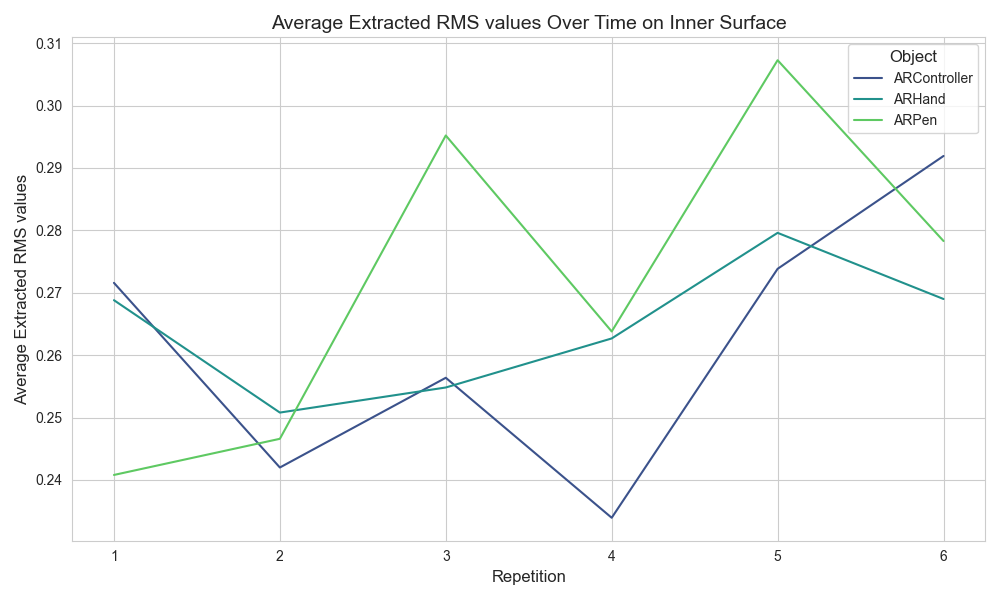 Average Extracted RMS values Over Time on Inner Surface
Object
ARController
ARHand
ARPen
Average Extracted RMS values
0.31
0.30
0.29
0.28
0.27
0.26
0.25
0.24
1 2 3 4 5 6
Repetition